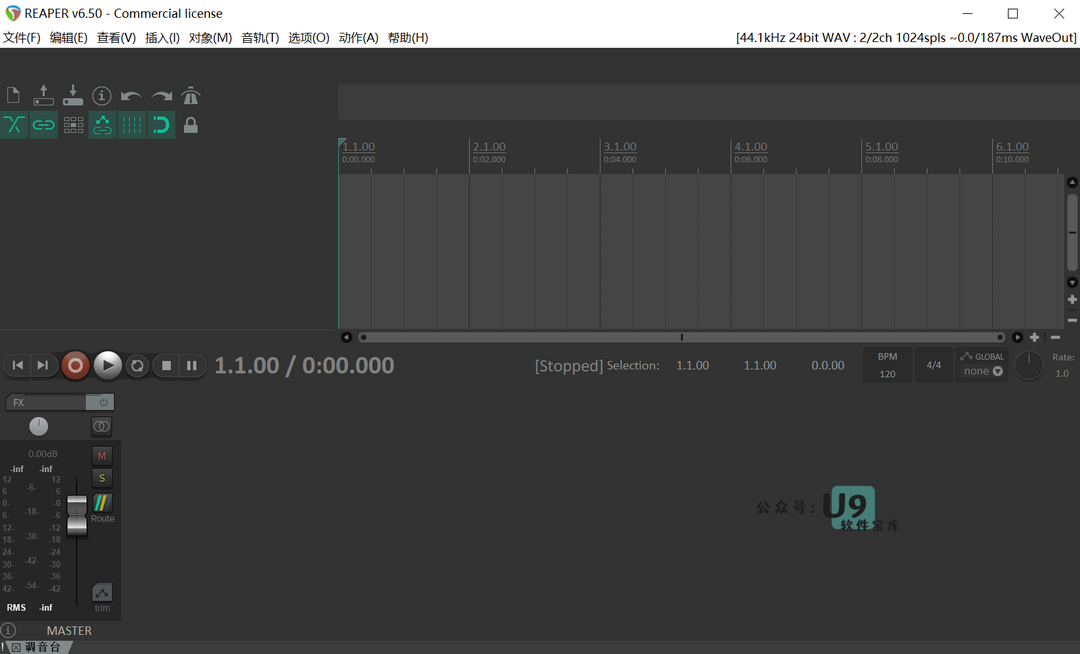 REAPER v6.50 - Commercial license
文件(F) 编辑(E) 查看(V) 插入(I) 对象(M) 音轨(T) 选项(O) 动作(A) 帮助(H) [44.1kHz 24bit WAV : 2/2ch 1024spls ~0.0/187ms WaveOut]
1.1.00 2.1.00 3.1.00 4.1.00 5.1.00 6.1.00
0:00.000 0:02.000 0:04.000 0:06.000 0:08.000 0:10.000
1.1.00 / 0:00.000 [Stopped] Selection: 1.1.00 1.1.00 0.0.00
BPM
120
4/4
GLOBAL
none
Rate:
1.0
FX
0.00dB
M
-inf -inf
S
12 12
6 -6- 6
0- -0
6- -18- -6
12- -12
18- -30- -18
24- -24
30- -42- -30
36- -36
42- -54- -42
Route
RMS -inf
trim
MASTER
! 调音台
公众号:
U9
软件宝库